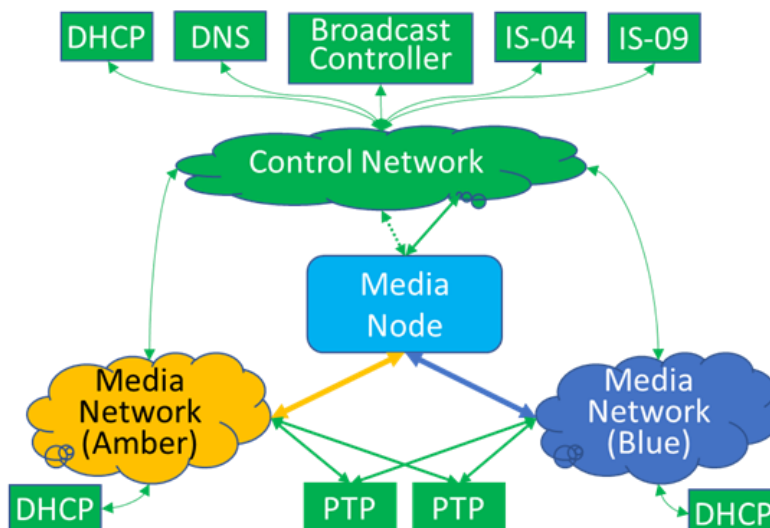 DHCP
DNS
Broadcast
Controller
IS-04
IS-09
Control Network
Media
Node
Media
Network
(Amber)
Media
Network
(Blue)
DHCP
PTP
PTP
DHCP